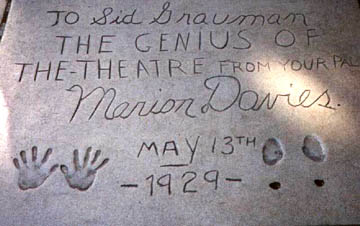 To Sid Grauman
THE GENIUS OF
THE-THEATRE FROM YOUR PAL
Marion Davies.
MAY 13TH
-1929-